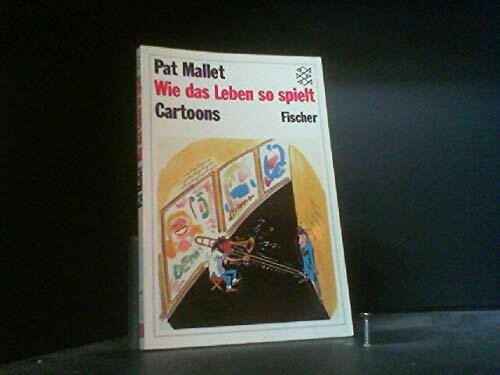 Pat Mallet
Wie das Leben so spielt
Cartoons
Fischer